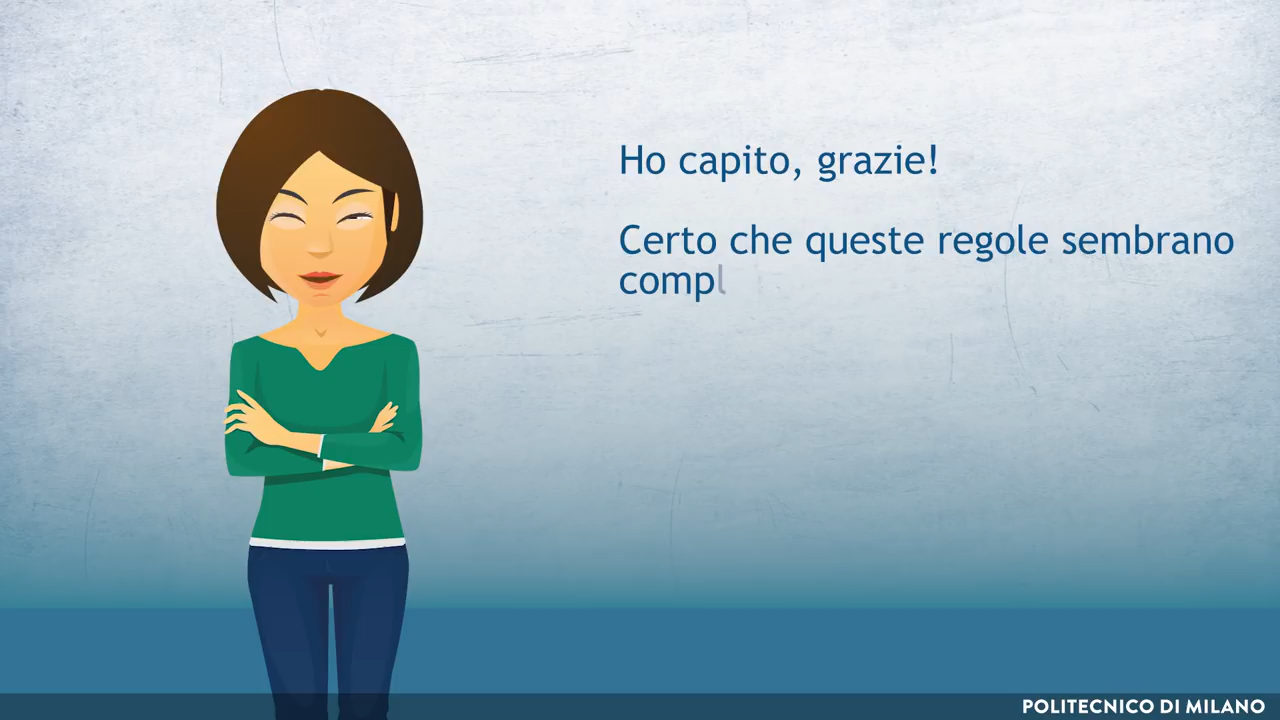 Ho capito, grazie!
Certo che queste regole sembrano
compl
POLITECNICO DI MILANO